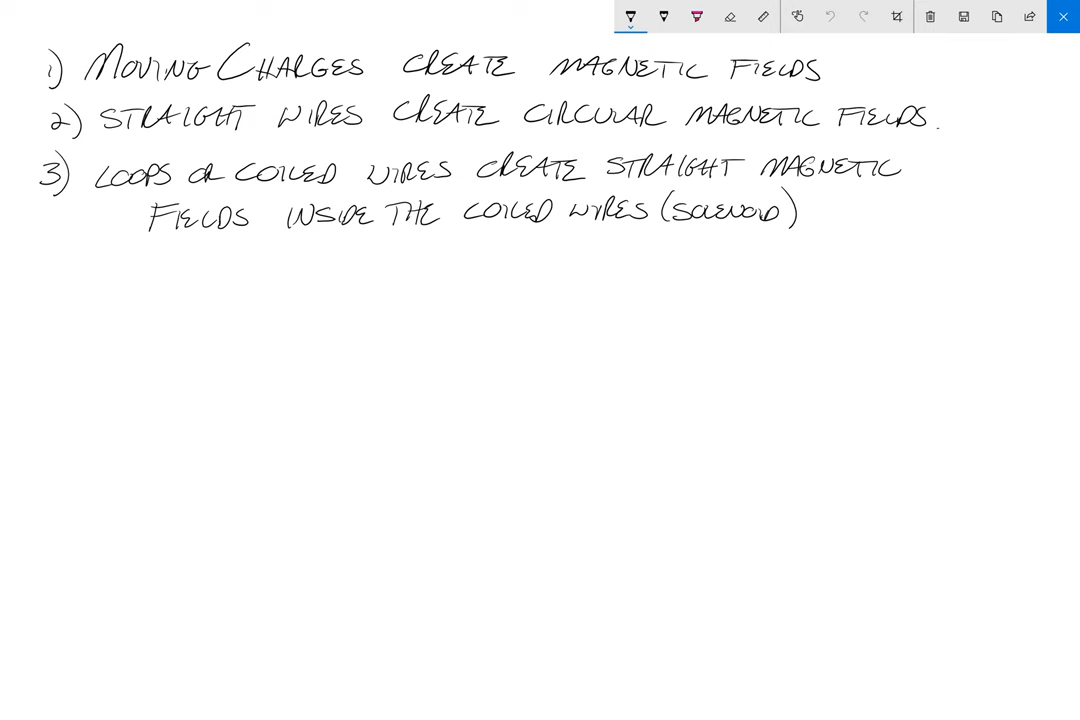 1) MOVING CHARGES CREATE MAGNETIC FIELDS
2) STRAIGHT WIRES CREATE CIRCULAR MAGNETIC FIELDS.
3) LOOPS OR COILED WIRES CREATE STRAIGHT MAGNETIC
FIELDS INSIDE THE COILED WIRES (SOLENOID)